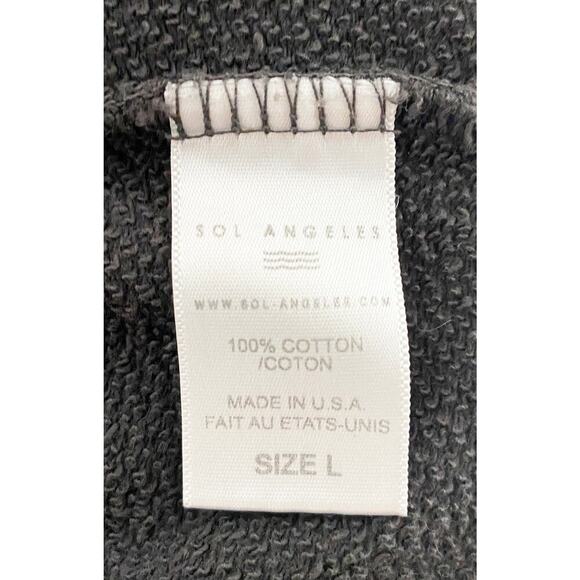 SOL ANGELES
WWW.SOL-ANGELES.COM
100% COTTON
/COTON
MADE IN U.S.A.
FAIT AU ETATS-UNIS
SIZE L